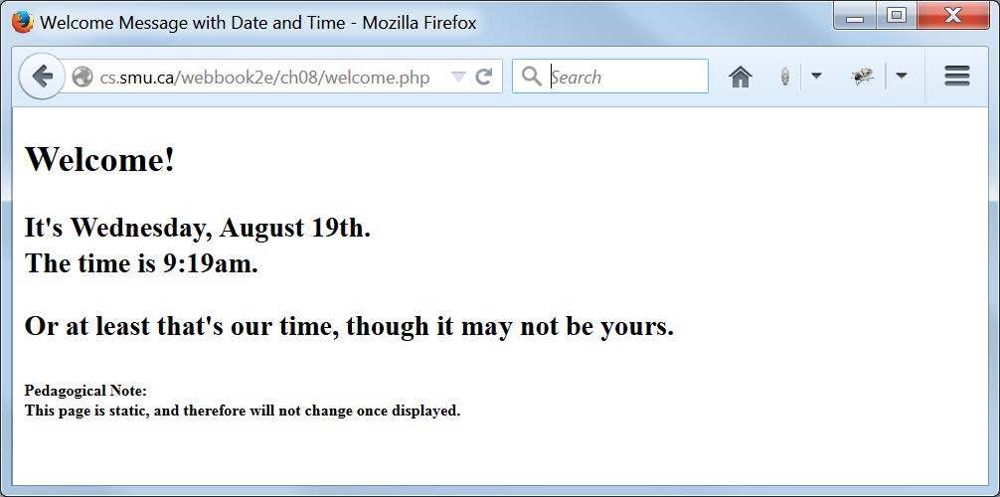 Welcome Message with Date and Time - Mozilla Firefox
cs.smu.ca/webbook2e/ch08/welcome.php
Search
Welcome!
It's Wednesday, August 19th.
The time is 9:19am.
Or at least that's our time, though it may not be yours.
Pedagogical Note:
This page is static, and therefore will not change once displayed.